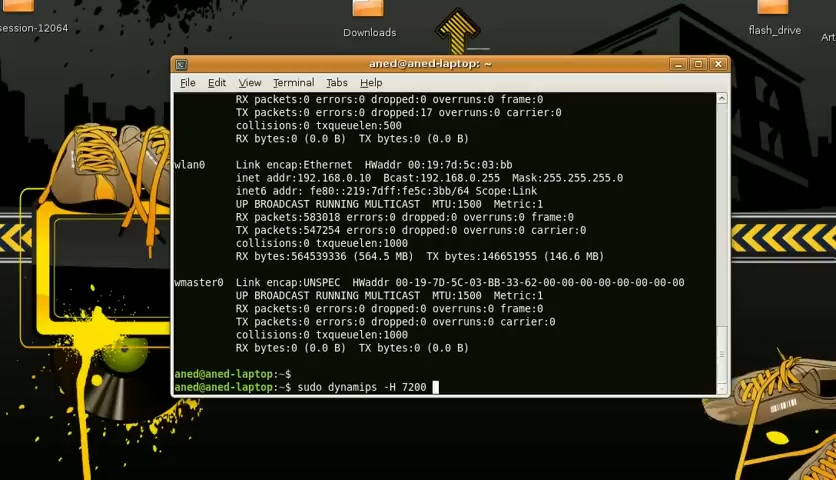 session-12064
Downloads
flash_drive
Art
aned@aned-laptop: ~
File Edit View Terminal Tabs Help
RX packets:0 errors:0 dropped:0 overruns:0 frame:0
TX packets:0 errors:0 dropped:17 overruns:0 carrier:0
collisions:0 txqueuelen:500
RX bytes:0 (0.0 B)  TX bytes:0 (0.0 B)
wlan0 Link encap:Ethernet  HWaddr 00:19:7d:5c:03:bb
inet addr:192.168.0.10  Bcast:192.168.0.255  Mask:255.255.255.0
inet6 addr: fe80::219:7dff:fe5c:3bb/64 Scope:Link
UP BROADCAST RUNNING MULTICAST  MTU:1500  Metric:1
RX packets:583018 errors:0 dropped:0 overruns:0 frame:0
TX packets:547254 errors:0 dropped:0 overruns:0 carrier:0
collisions:0 txqueuelen:1000
RX bytes:564539336 (564.5 MB)  TX bytes:146651955 (146.6 MB)
wmaster0 Link encap:UNSPEC  HWaddr 00-19-7D-5C-03-BB-33-62-00-00-00-00-00-00-00-00
UP BROADCAST RUNNING MULTICAST  MTU:1500  Metric:1
RX packets:0 errors:0 dropped:0 overruns:0 frame:0
TX packets:0 errors:0 dropped:0 overruns:0 carrier:0
collisions:0 txqueuelen:1000
RX bytes:0 (0.0 B)  TX bytes:0 (0.0 B)
aned@aned-laptop:~$
aned@aned-laptop:~$ sudo dynamips -H 7200